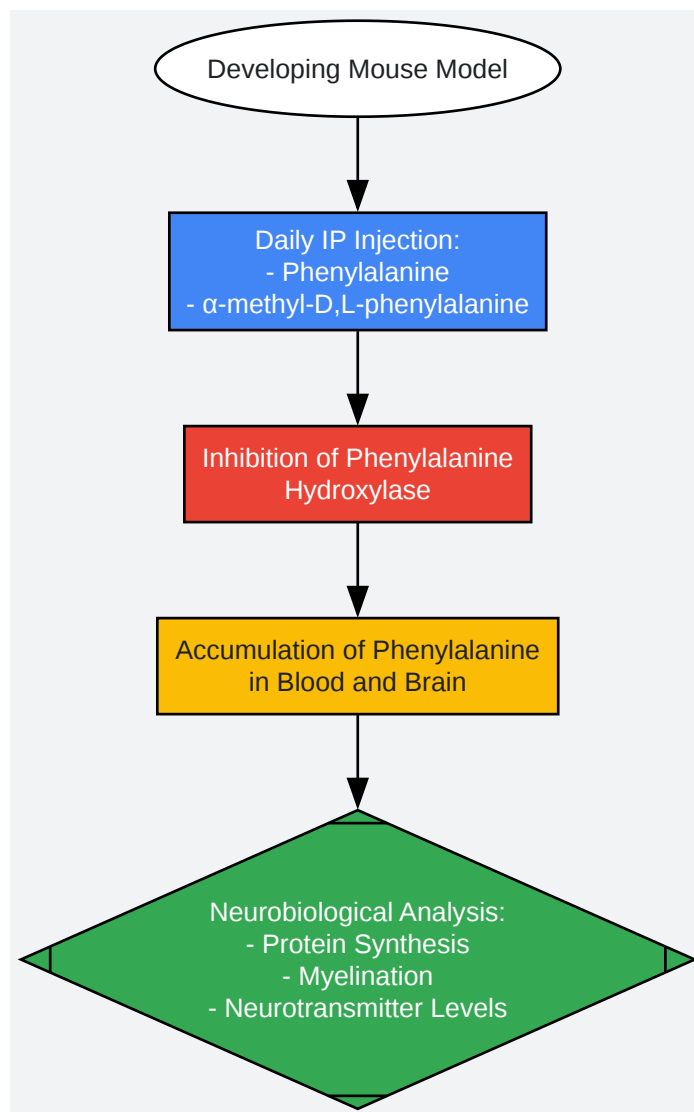 Developing Mouse Model
Daily IP Injection:
- Phenylalanine
- α-methyl-D,L-phenylalanine
Inhibition of Phenylalanine
Hydroxylase
Accumulation of Phenylalanine
in Blood and Brain
Neurobiological Analysis:
- Protein Synthesis
- Myelination
- Neurotransmitter Levels